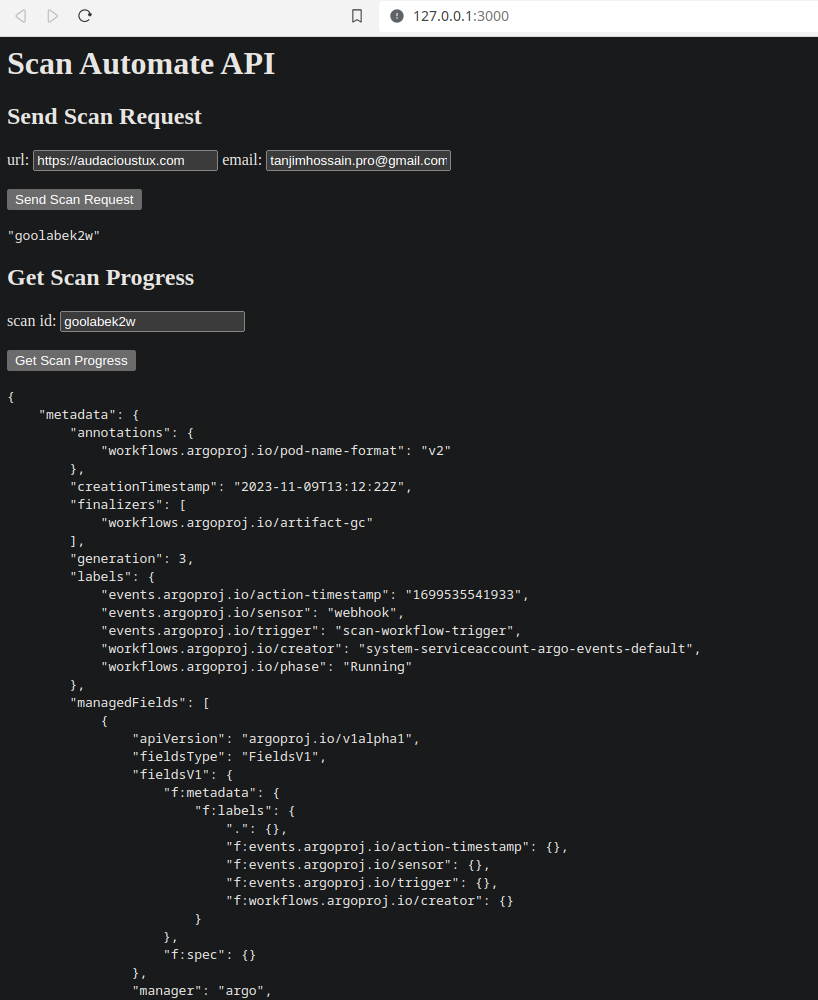 127.0.0.1:3000
Scan Automate API
Send Scan Request
url: https://audacioustux.com email: tanjimhossain.pro@gmail.com
Send Scan Request
"goolabek2w"
Get Scan Progress
scan id: goolabek2w
Get Scan Progress
{
    "metadata": {
        "annotations": {
            "workflows.argoproj.io/pod-name-format": "v2"
        },
        "creationTimestamp": "2023-11-09T13:12:22Z",
        "finalizers": [
            "workflows.argoproj.io/artifact-gc"
        ],
        "generation": 3,
        "labels": {
            "events.argoproj.io/action-timestamp": "1699535541933",
            "events.argoproj.io/sensor": "webhook",
            "events.argoproj.io/trigger": "scan-workflow-trigger",
            "workflows.argoproj.io/creator": "system-serviceaccount-argo-events-default",
            "workflows.argoproj.io/phase": "Running"
        },
        "managedFields": [
            {
                "apiVersion": "argoproj.io/v1alpha1",
                "fieldsType": "FieldsV1",
                "fieldsV1": {
                    "f:metadata": {
                        "f:labels": {
                            ".": {},
                            "f:events.argoproj.io/action-timestamp": {},
                            "f:events.argoproj.io/sensor": {},
                            "f:events.argoproj.io/trigger": {},
                            "f:workflows.argoproj.io/creator": {}
                        }
                    },
                    "f:spec": {}
                },
                "manager": "argo",